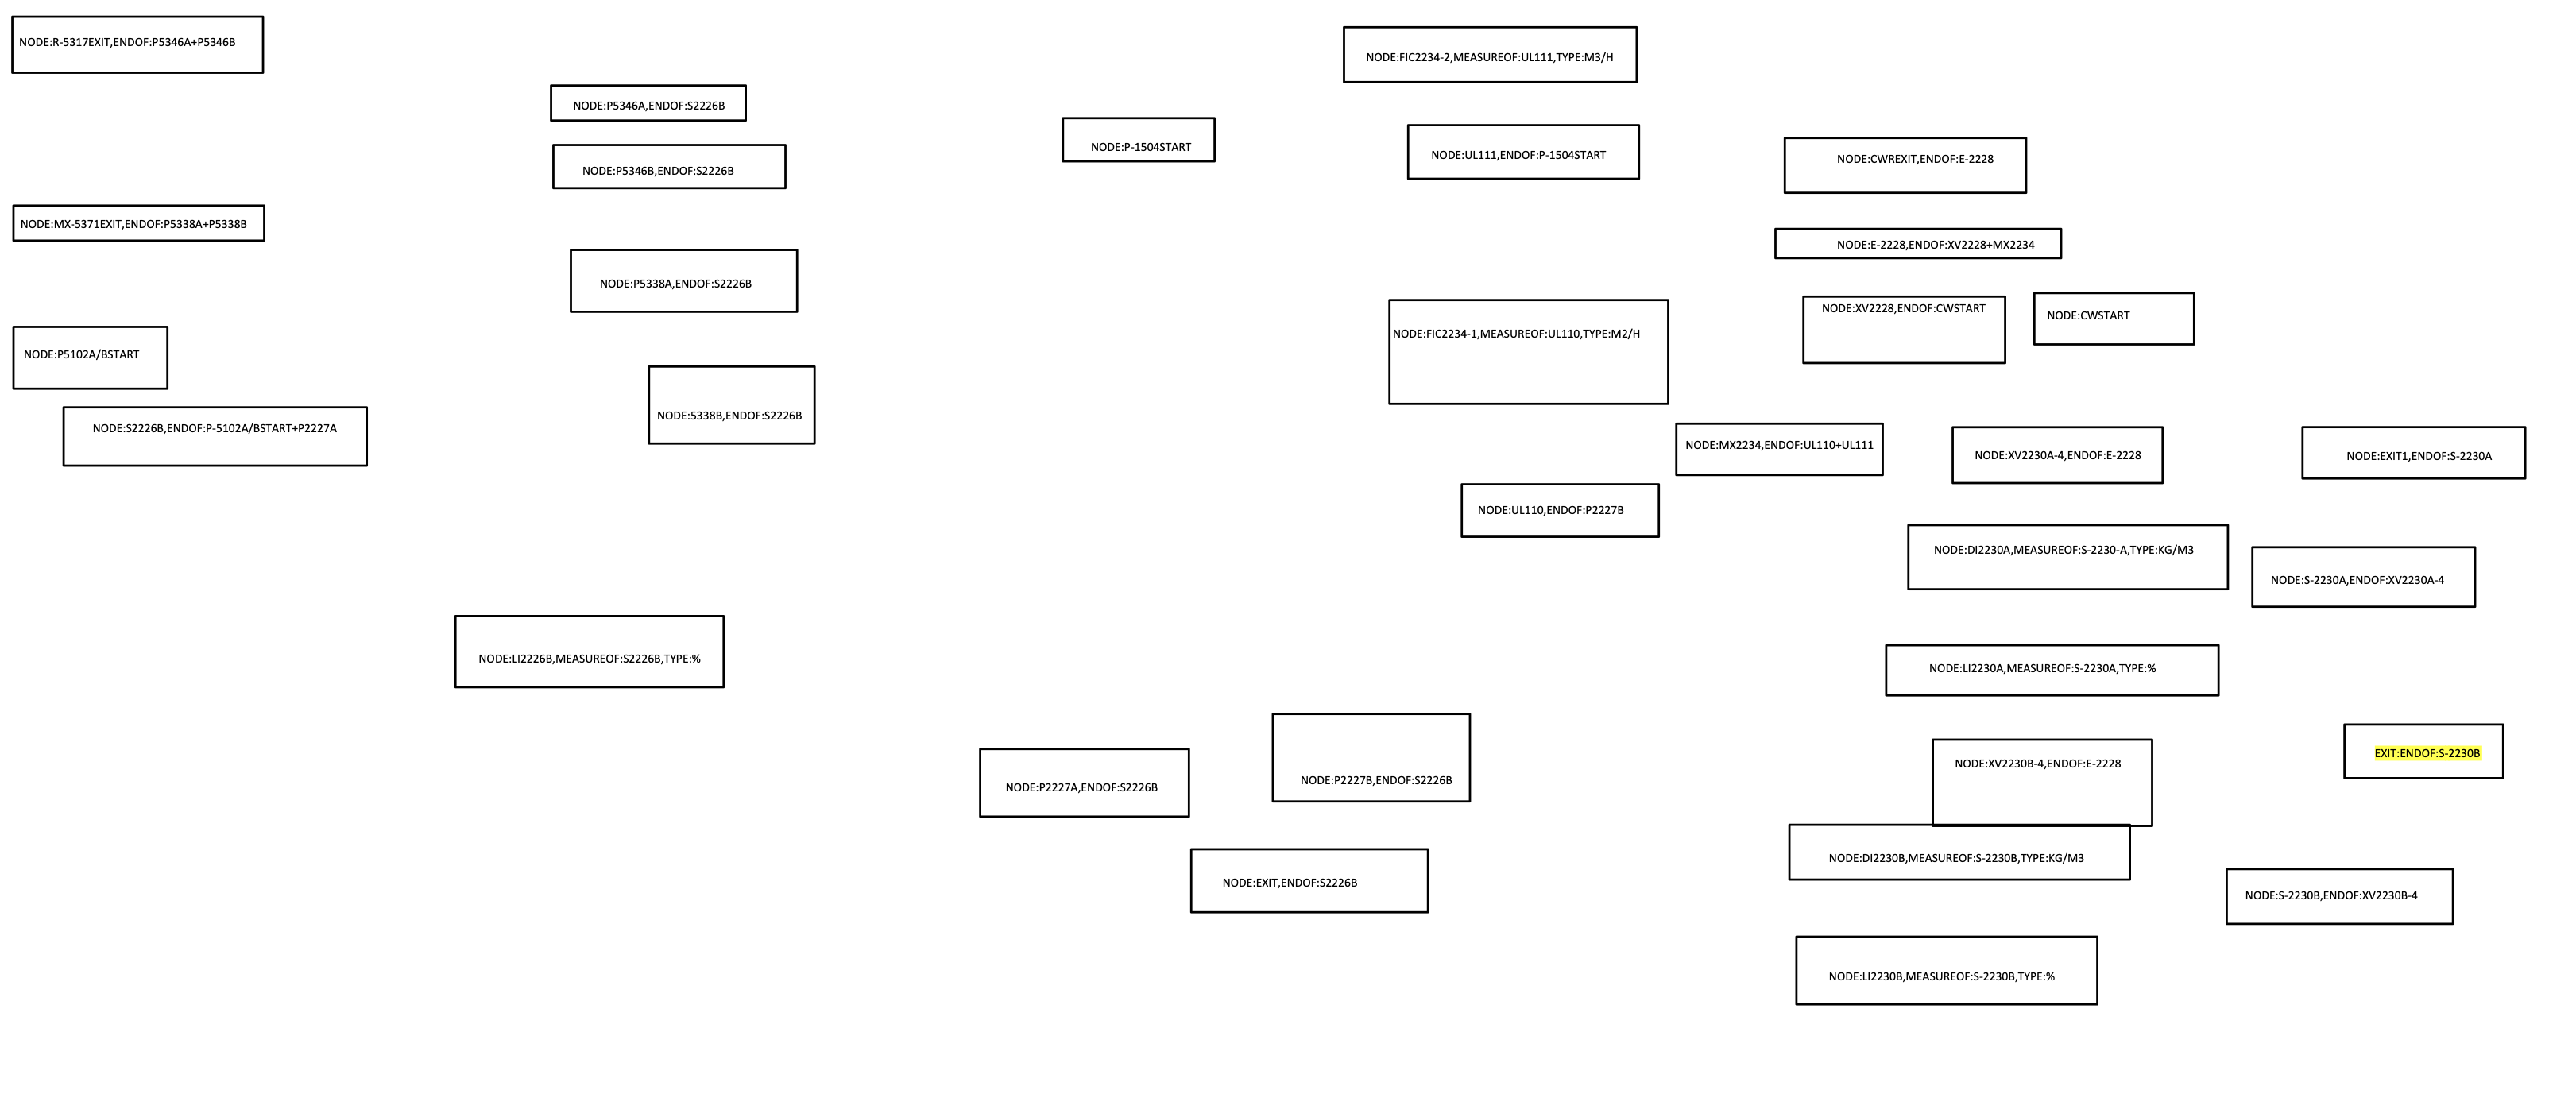 NODE:R-5317EXIT,ENDOF:P5346A+P5346B
NODE:FIC2234-2,MEASUREOF:UL111,TYPE:M3/H
NODE:P5346A,ENDOF:S2226B
NODE:P-1504START
NODE:UL111,ENDOF:P-1504START
NODE:CWREXIT,ENDOF:E-2228
NODE:P5346B,ENDOF:S2226B
NODE:MX-5371EXIT,ENDOF:P5338A+P5338B
NODE:E-2228,ENDOF:XV2228+MX2234
NODE:P5338A,ENDOF:S2226B
NODE:XV2228,ENDOF:CWSTART
NODE:CWSTART
NODE:FIC2234-1,MEASUREOF:UL110,TYPE:M2/H
NODE:P5102A/BSTART
NODE:5338B,ENDOF:S2226B
NODE:S2226B,ENDOF:P-5102A/BSTART+P2227A
NODE:MX2234,ENDOF:UL110+UL111
NODE:XV2230A-4,ENDOF:E-2228
NODE:EXIT1,ENDOF:S-2230A
NODE:UL110,ENDOF:P2227B
NODE:DI2230A,MEASUREOF:S-2230-A,TYPE:KG/M3
NODE:S-2230A,ENDOF:XV2230A-4
NODE:LI2226B,MEASUREOF:S2226B,TYPE:%
NODE:LI2230A,MEASUREOF:S-2230A,TYPE:%
EXIT:ENDOF:S-2230B
NODE:XV2230B-4,ENDOF:E-2228
NODE:P2227A,ENDOF:S2226B
NODE:P2227B,ENDOF:S2226B
NODE:DI2230B,MEASUREOF:S-2230B,TYPE:KG/M3
NODE:EXIT,ENDOF:S2226B
NODE:S-2230B,ENDOF:XV2230B-4
NODE:LI2230B,MEASUREOF:S-2230B,TYPE:%